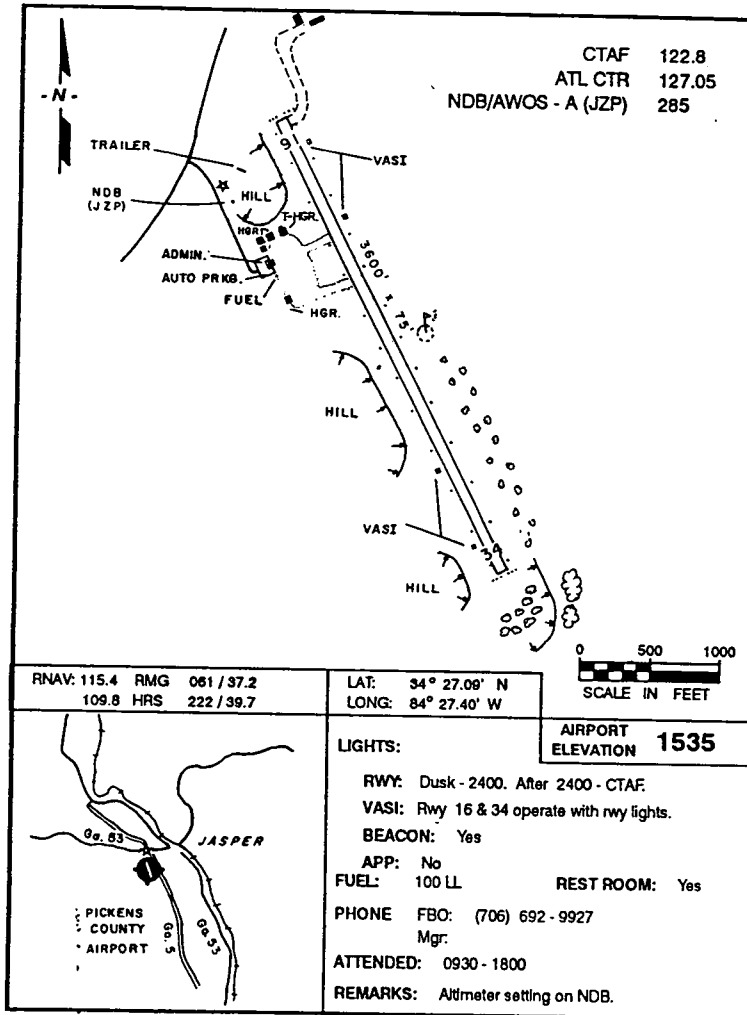 CTAF 122.8
ATL CTR 127.05
NDB/AWOS - A (JZP) 285
- N -
TRAILER
VASI
NDB
(JZP)
HILL
T-HGR.
HGR.
ADMIN.
AUTO PRKG.
FUEL
HGR.
3600' x 75'
HILL
VASI
34
HILL
0 500 1000
SCALE IN FEET
RNAV: 115.4 RMG 061 / 37.2
109.8 HRS 222 / 39.7
LAT: 34° 27.09' N
LONG: 84° 27.40' W
AIRPORT
ELEVATION 1535
LIGHTS:
RWY: Dusk - 2400. After 2400 - CTAF.
VASI: Rwy 16 & 34 operate with rwy lights.
BEACON: Yes
APP: No
FUEL: 100 LL REST ROOM: Yes
PHONE FBO: (706) 692 - 9927
Mgr:
ATTENDED: 0930 - 1800
REMARKS: Altimeter setting on NDB.
Ga. 53
JASPER
PICKENS
COUNTY
AIRPORT
Ga. 5
Ga. 53